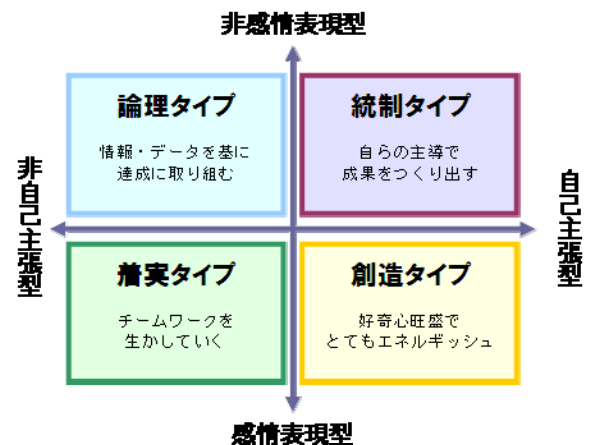 非感情表現型
論理タイプ
情報・データを基に
達成に取り組む
統制タイプ
自らの主導で
成果をつくり出す
非自己主張型
自己主張型
着実タイプ
チームワークを
生かしていく
創造タイプ
好奇心旺盛で
とてもエネルギッシュ
感情表現型